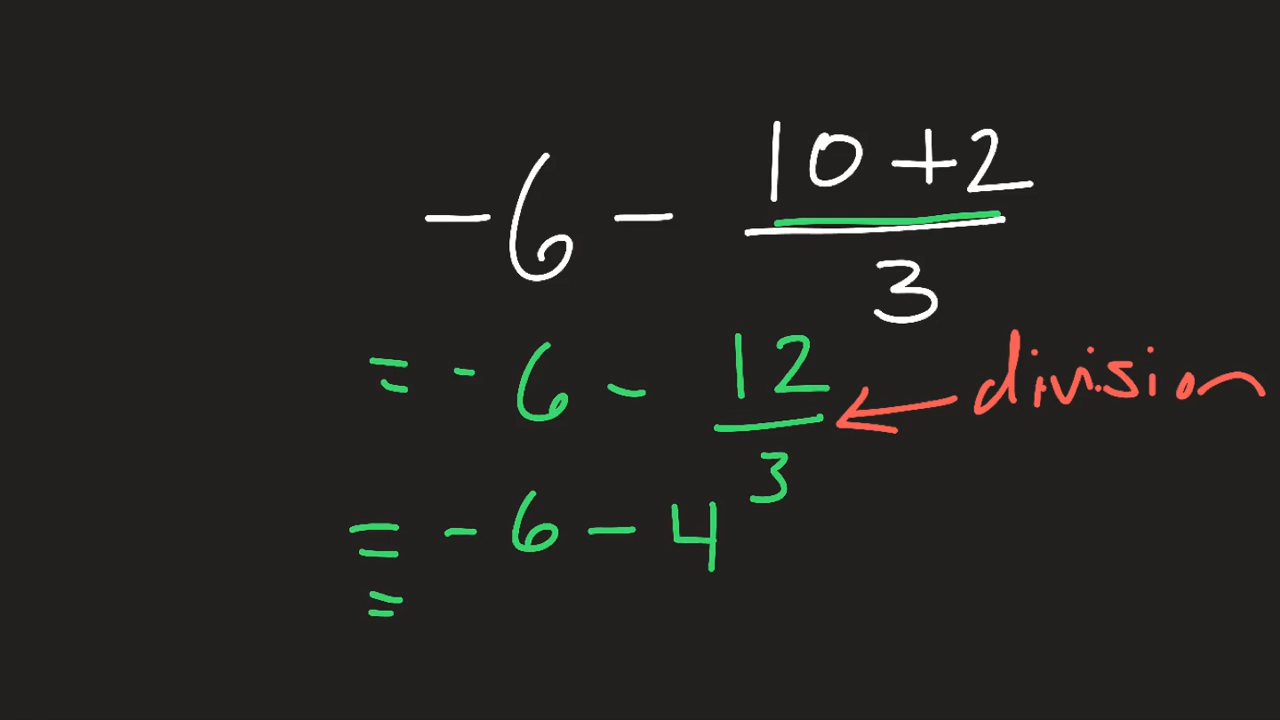 -6 - (10+2)/3
= -6 - 12/3 ← division
= -6 - 4
=